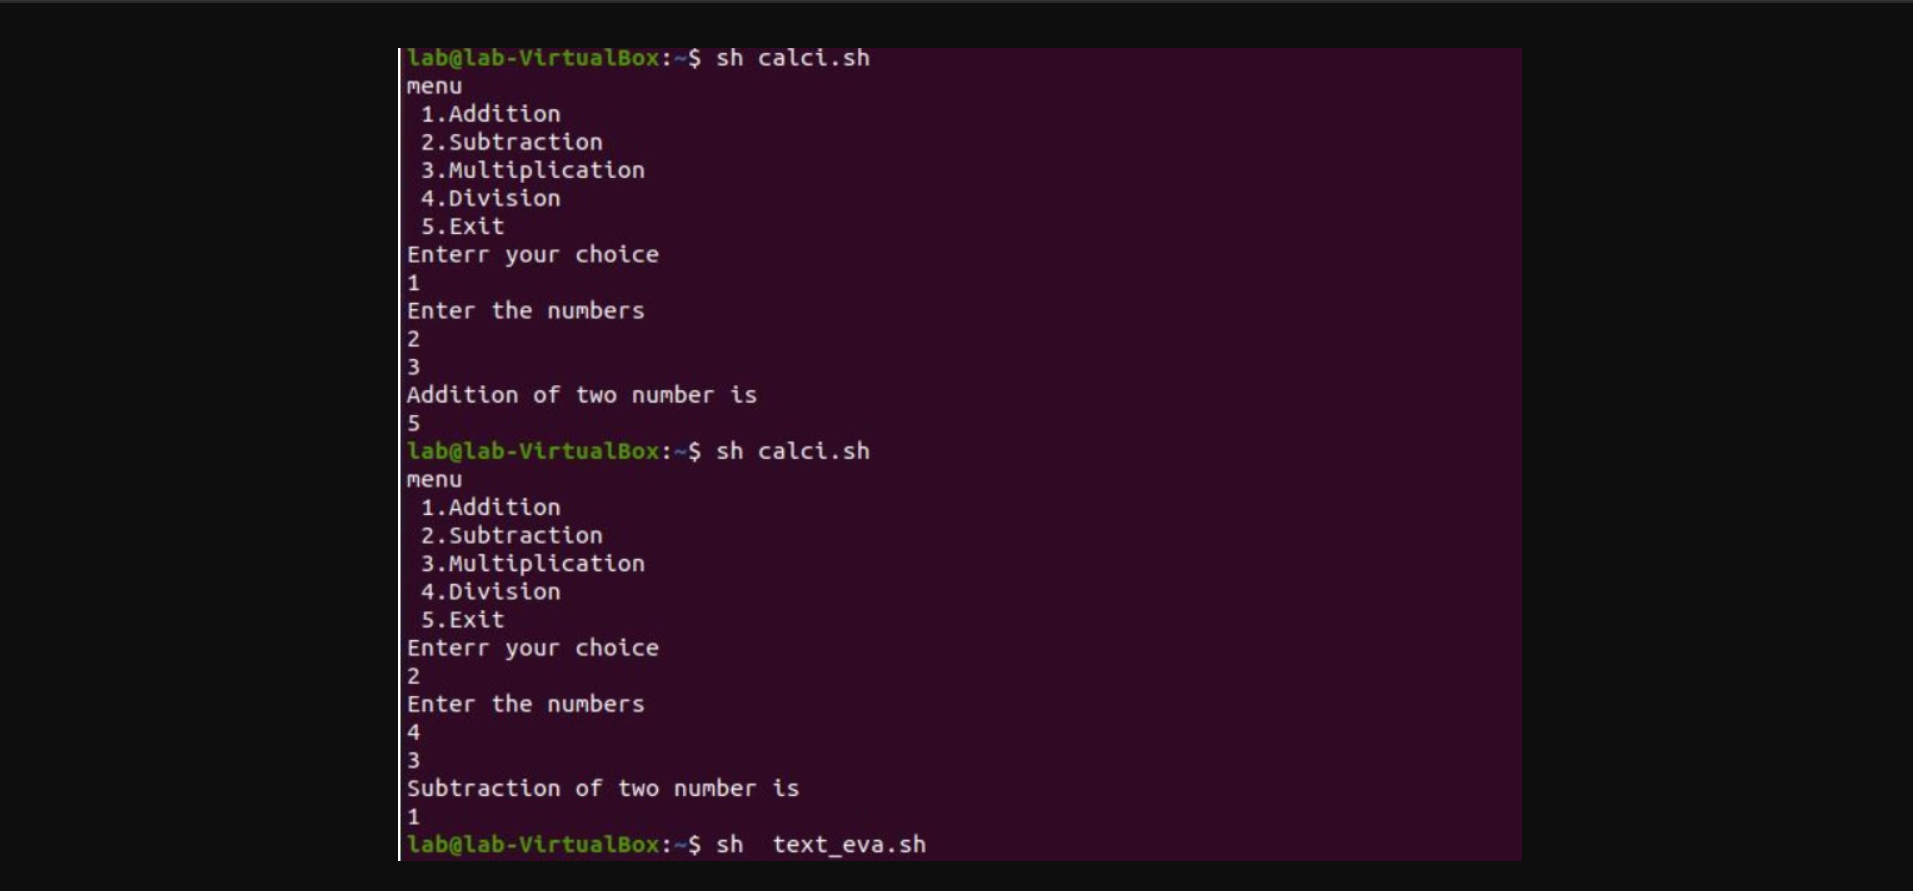 lab@lab-VirtualBox:~$ sh calci.sh
menu
 1.Addition
 2.Subtraction
 3.Multiplication
 4.Division
 5.Exit
Enterr your choice
1
Enter the numbers
2
3
Addition of two number is
5
lab@lab-VirtualBox:~$ sh calci.sh
menu
 1.Addition
 2.Subtraction
 3.Multiplication
 4.Division
 5.Exit
Enterr your choice
2
Enter the numbers
4
3
Subtraction of two number is
1
lab@lab-VirtualBox:~$ sh  text_eva.sh